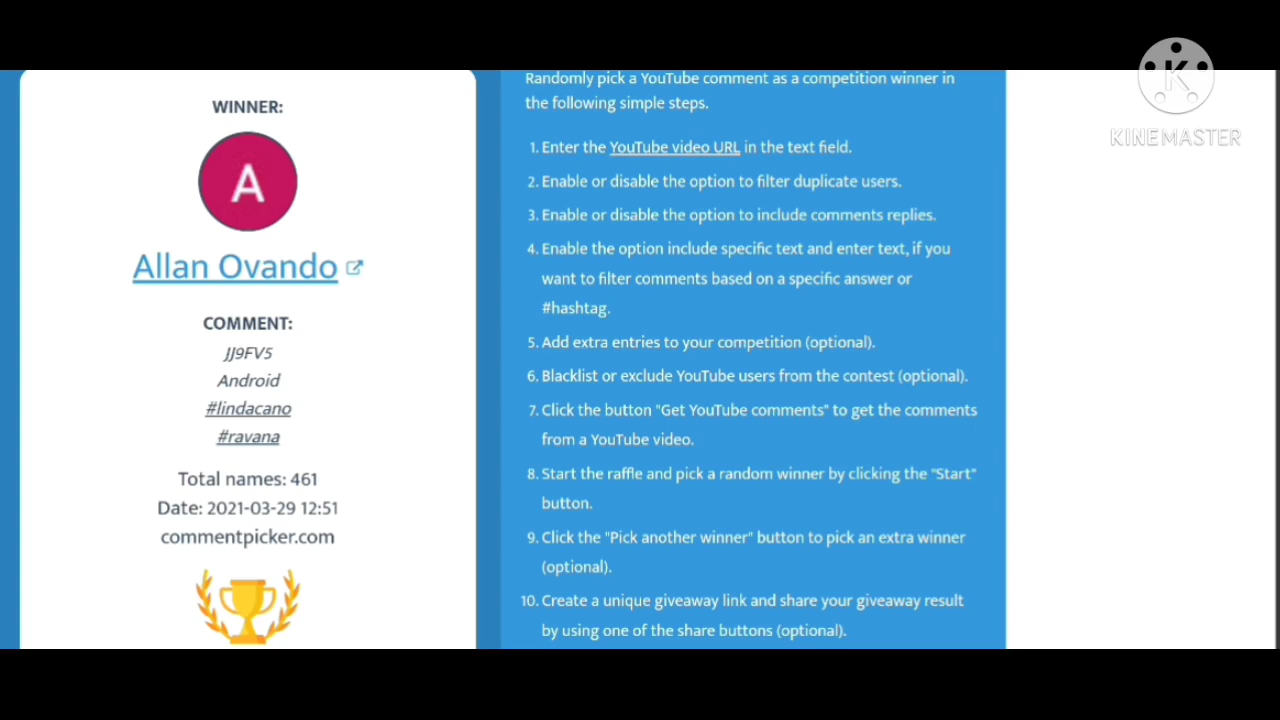 WINNER:
A
Allan Ovando
COMMENT:
JJ9FV5
Android
#lindacano
#ravana
Total names: 461
Date: 2021-03-29 12:51
commentpicker.com
Randomly pick a YouTube comment as a competition winner in
the following simple steps.
1. Enter the YouTube video URL in the text field.
2. Enable or disable the option to filter duplicate users.
3. Enable or disable the option to include comments replies.
4. Enable the option include specific text and enter text, if you
want to filter comments based on a specific answer or
#hashtag.
5. Add extra entries to your competition (optional).
6. Blacklist or exclude YouTube users from the contest (optional).
7. Click the button "Get YouTube comments" to get the comments
from a YouTube video.
8. Start the raffle and pick a random winner by clicking the "Start"
button.
9. Click the "Pick another winner" button to pick an extra winner
(optional).
10. Create a unique giveaway link and share your giveaway result
by using one of the share buttons (optional).
K
KINEMASTER